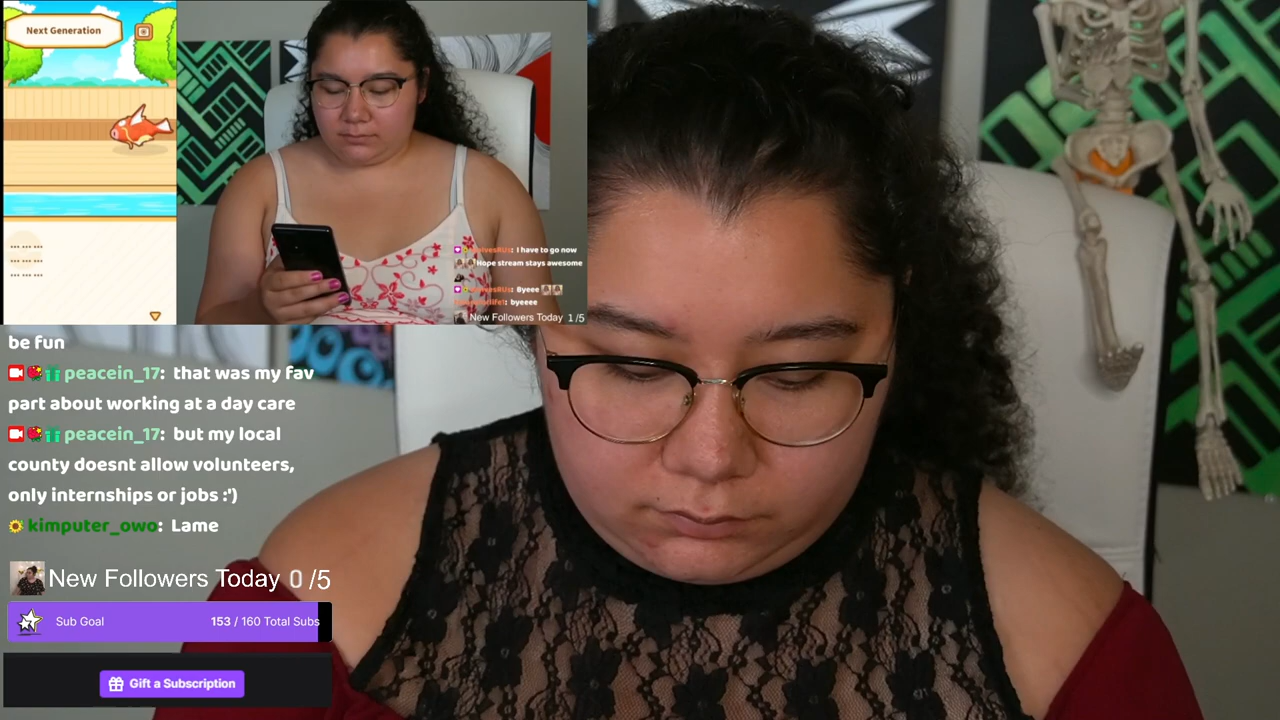 Next Generation
I have to go now
Hope stream stays awesome
Byeee
byeeee
New Followers Today 1/5
be fun
peacein_17: that was my fav
part about working at a day care
peacein_17: but my local
county doesnt allow volunteers,
only internships or jobs :')
kimputer_owo: Lame
New Followers Today 0/5
Sub Goal 153 / 160 Total Subs
Gift a Subscription